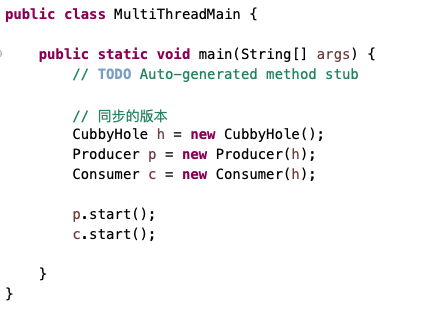 public class MultiThreadMain {
public static void main(String[] args) {
// TODO Auto-generated method stub
// 同步的版本
CubbyHole h = new CubbyHole();
Producer p = new Producer(h);
Consumer c = new Consumer(h);
p.start();
c.start();
}
}